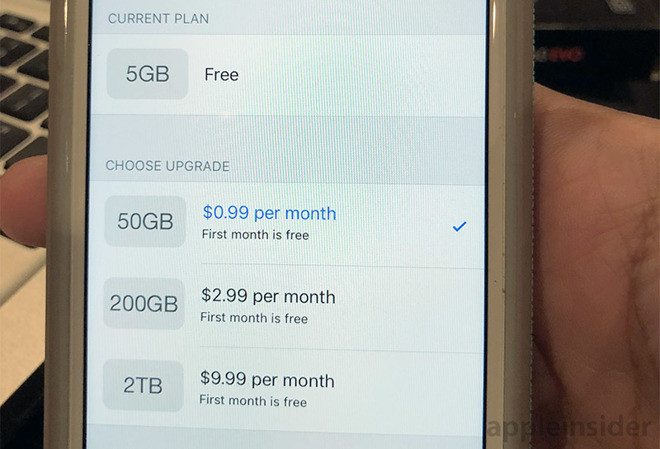 CURRENT PLAN
5GB Free
CHOOSE UPGRADE
50GB $0.99 per month
First month is free
200GB $2.99 per month
First month is free
2TB $9.99 per month
First month is free
EVO
appleinsider